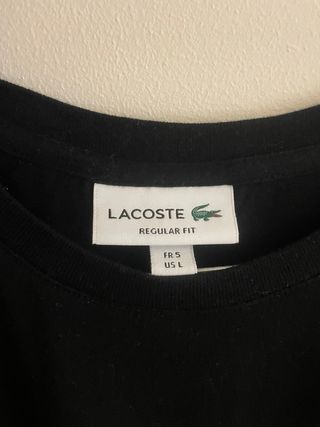 LACOSTE
REGULAR FIT
FR 5
US L